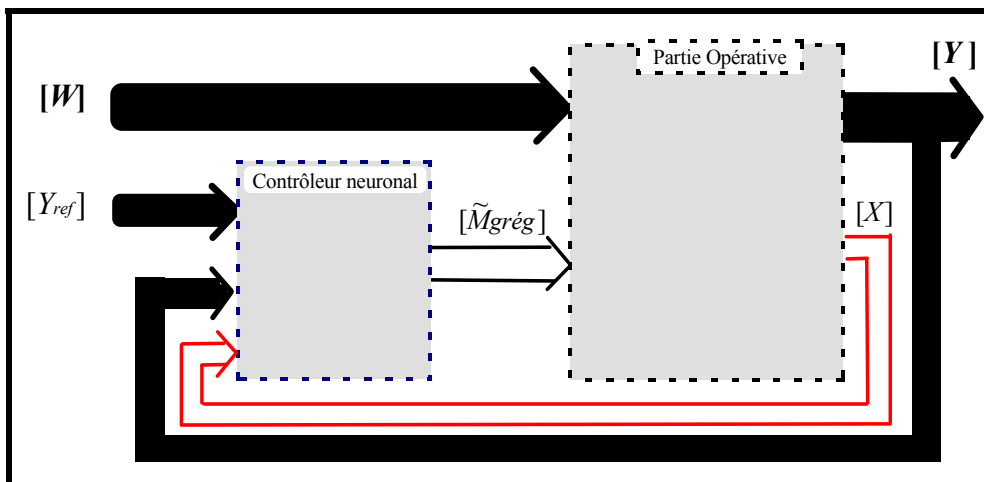 Partie Opérative
[Y]
[W]
Contrôleur neuronal
[Yref]
[M̃grég]
[X]